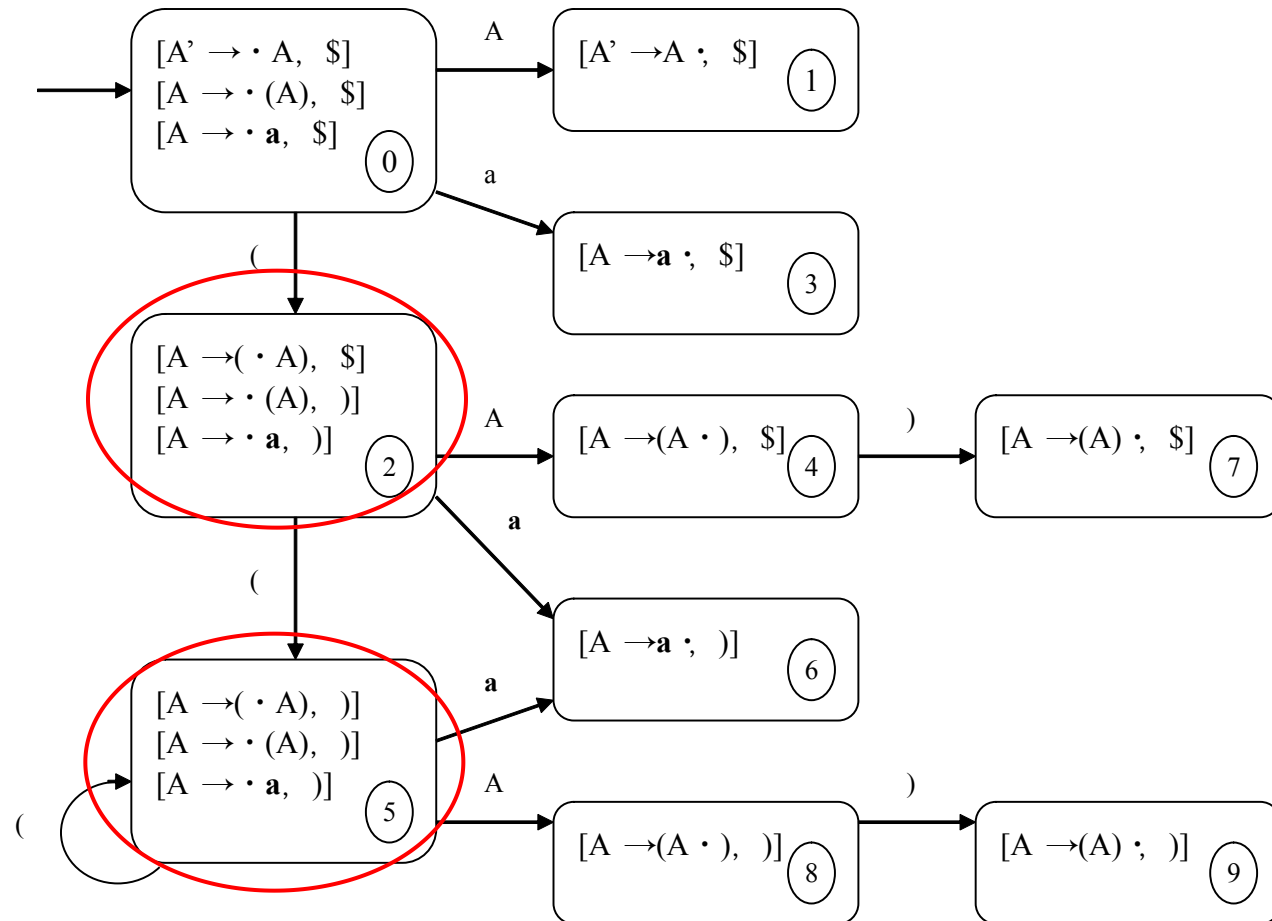 [A’ → · A, $]
[A → · (A), $]
[A → · a, $]
0
A
[A’ →A ·, $]
1
a
[A →a ·, $]
3
(
[A →( · A), $]
[A → · (A), )]
[A → · a, )]
2
A
[A →(A · ), $]
4
)
[A →(A) ·, $]
7
a
[A →a ·, )]
6
(
[A →( · A), )]
[A → · (A), )]
[A → · a, )]
5
a
(
A
[A →(A · ), )]
8
)
[A →(A) ·, )]
9